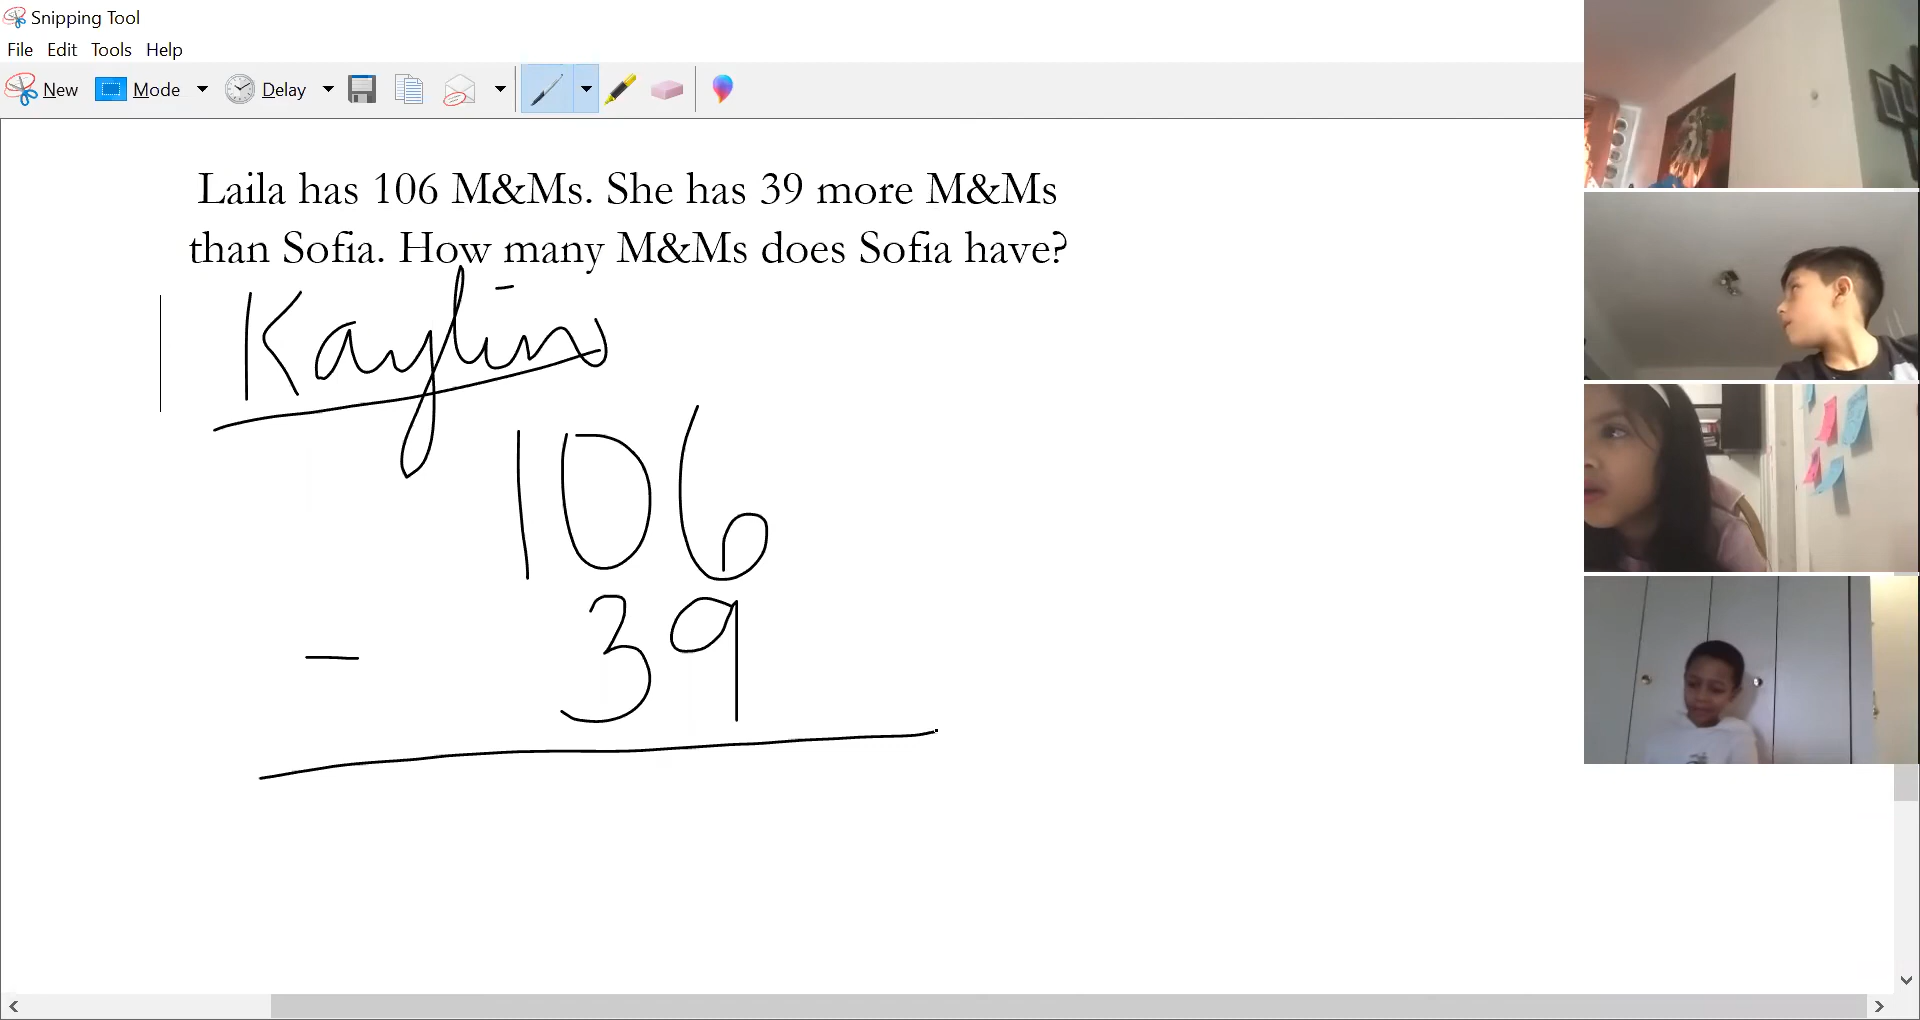 Snipping Tool
File Edit Tools Help
New Mode Delay
Laila has 106 M&Ms. She has 39 more M&Ms
than Sofia. How many M&Ms does Sofia have?
Kaylin
106
- 39